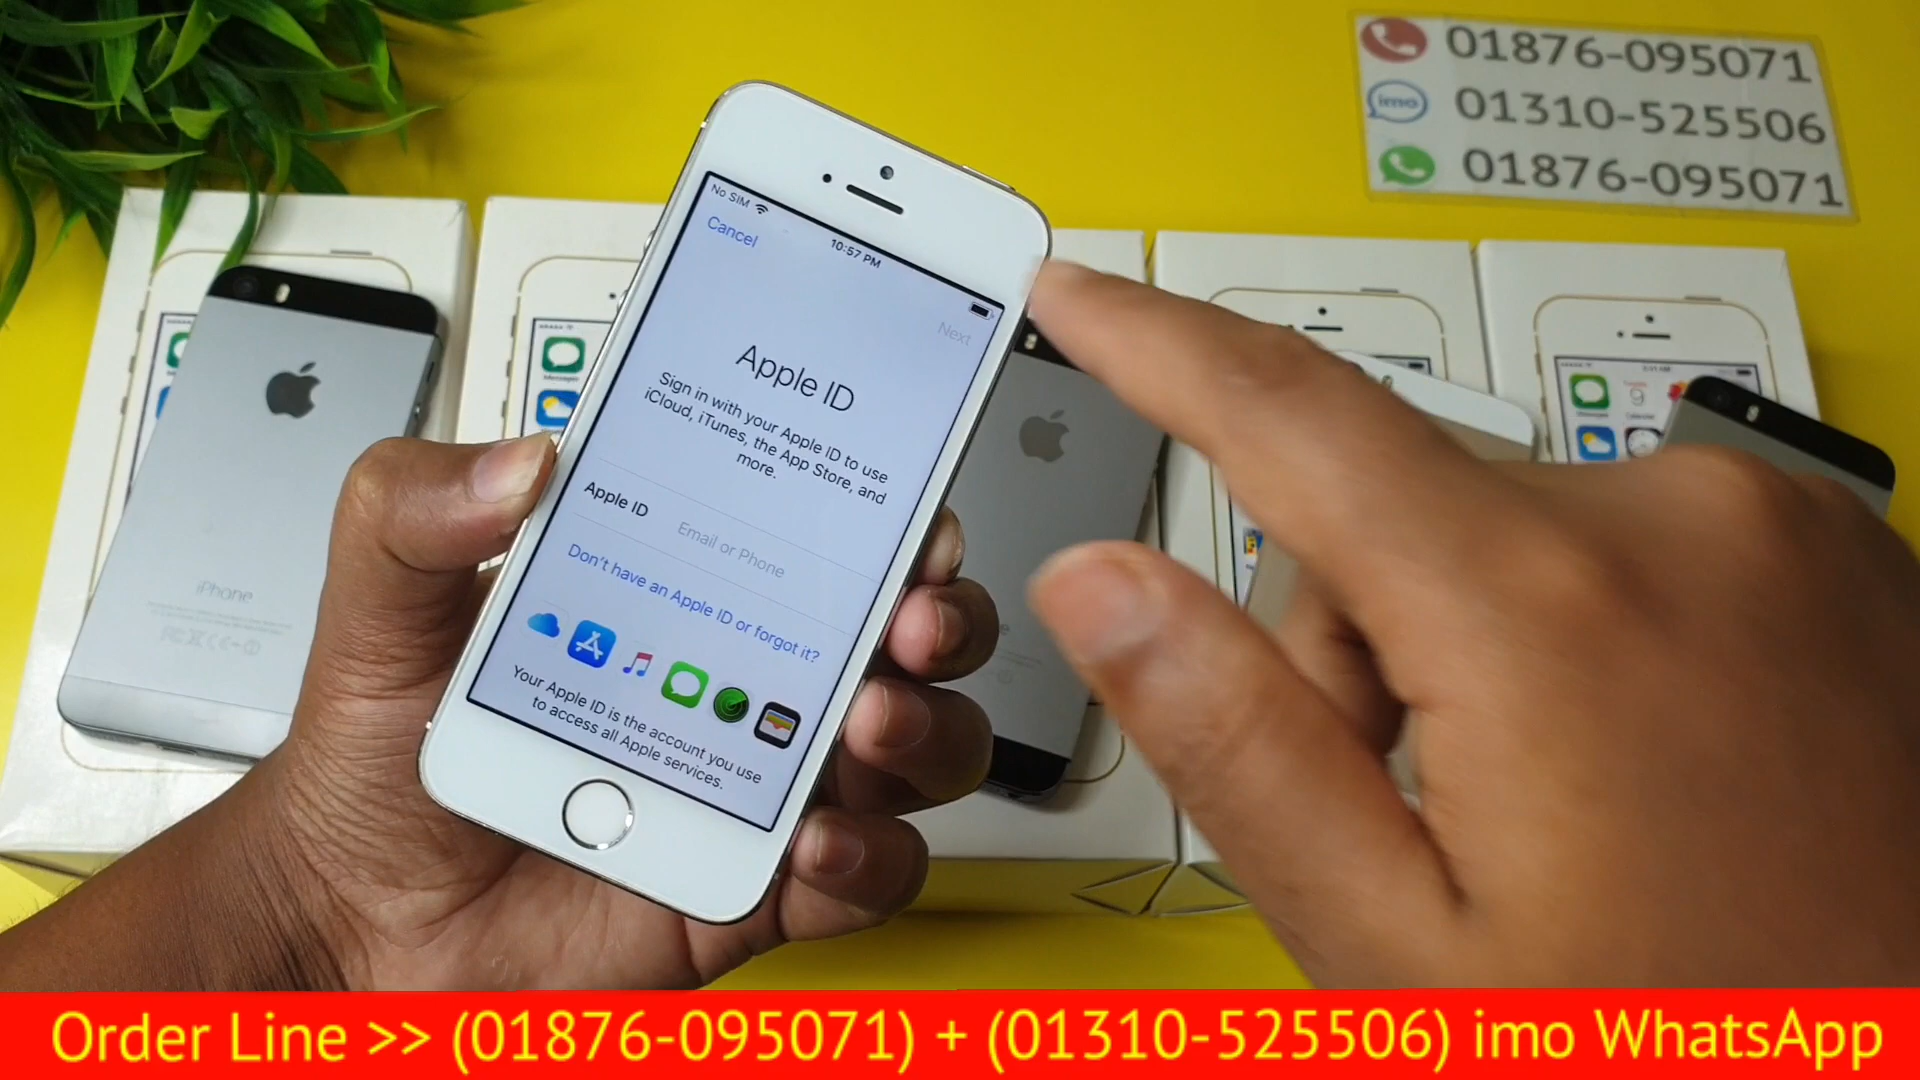 01876-095071
imo 01310-525506
01876-095071
No SIM
10:57 PM
Cancel
Next
Apple ID
Sign in with your Apple ID to use
iCloud, iTunes, the App Store, and
more.
Apple ID
Email or Phone
Don't have an Apple ID or forgot it?
Your Apple ID is the account you use
to access all Apple services.
iPhone
Messages
9
Order Line >> (01876-095071) + (01310-525506) imo WhatsApp